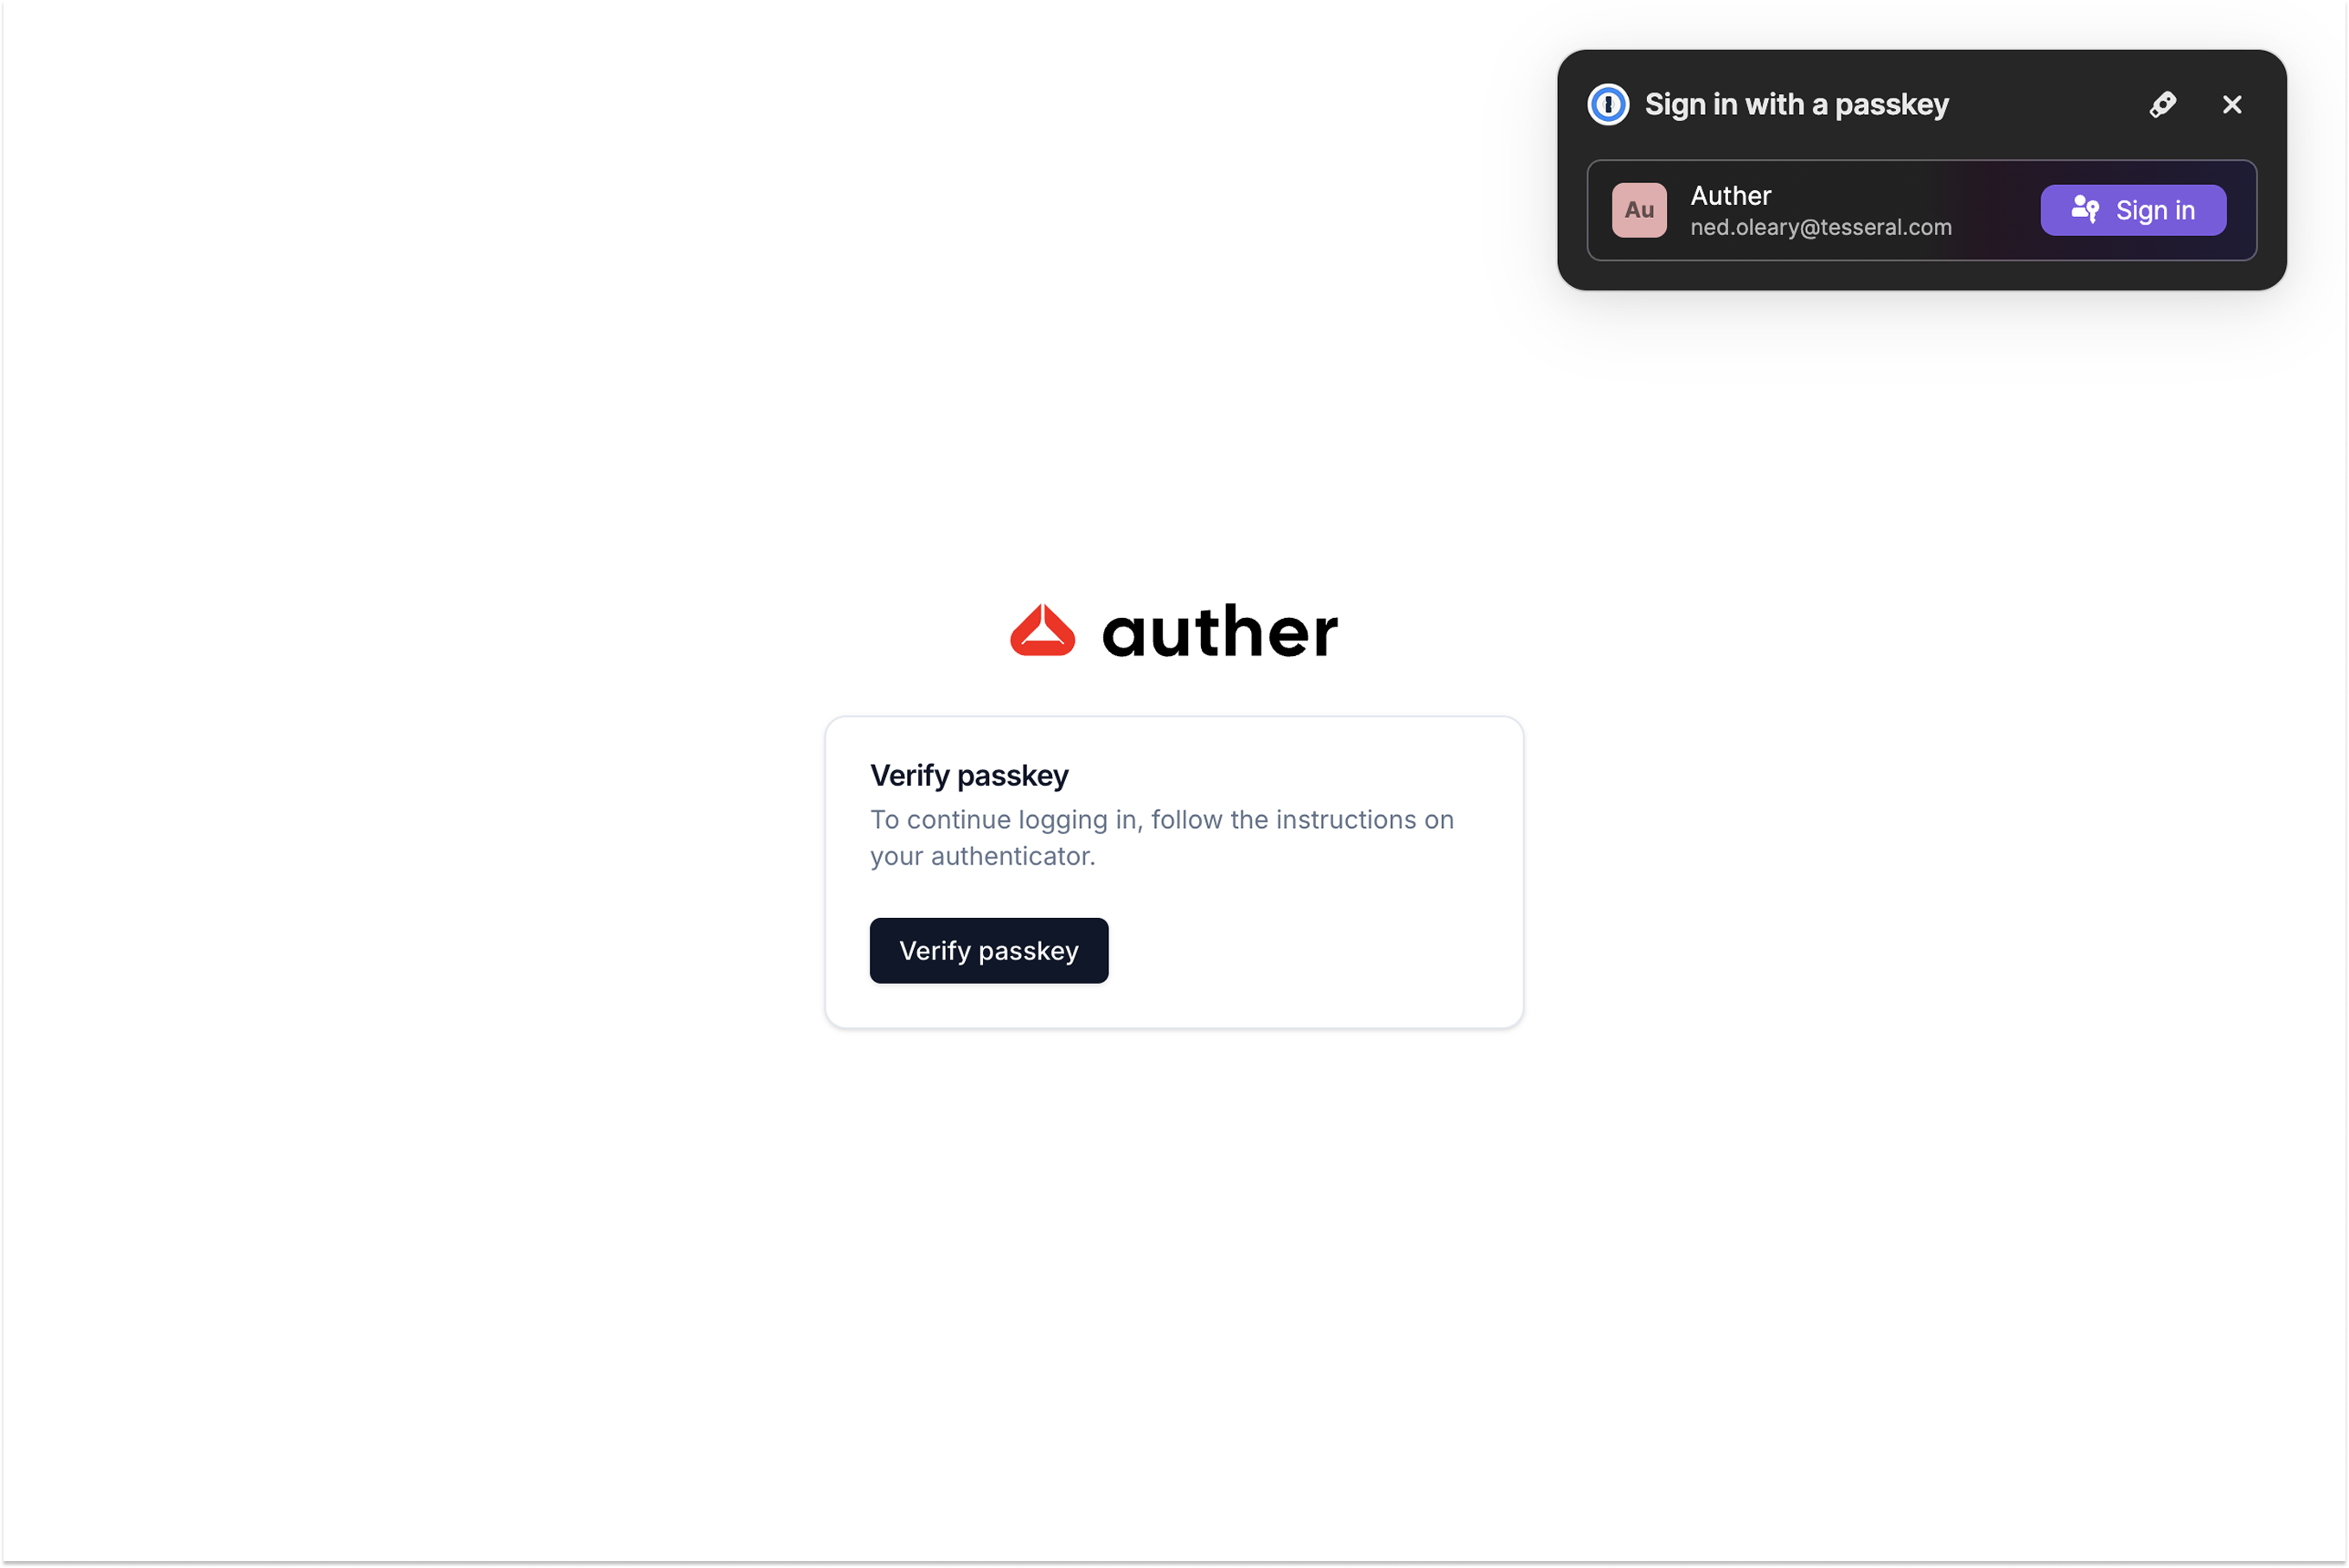 Sign in with a passkey
Au
Auther
ned.oleary@tesseral.com
Sign in
auther
Verify passkey
To continue logging in, follow the instructions on
your authenticator.
Verify passkey